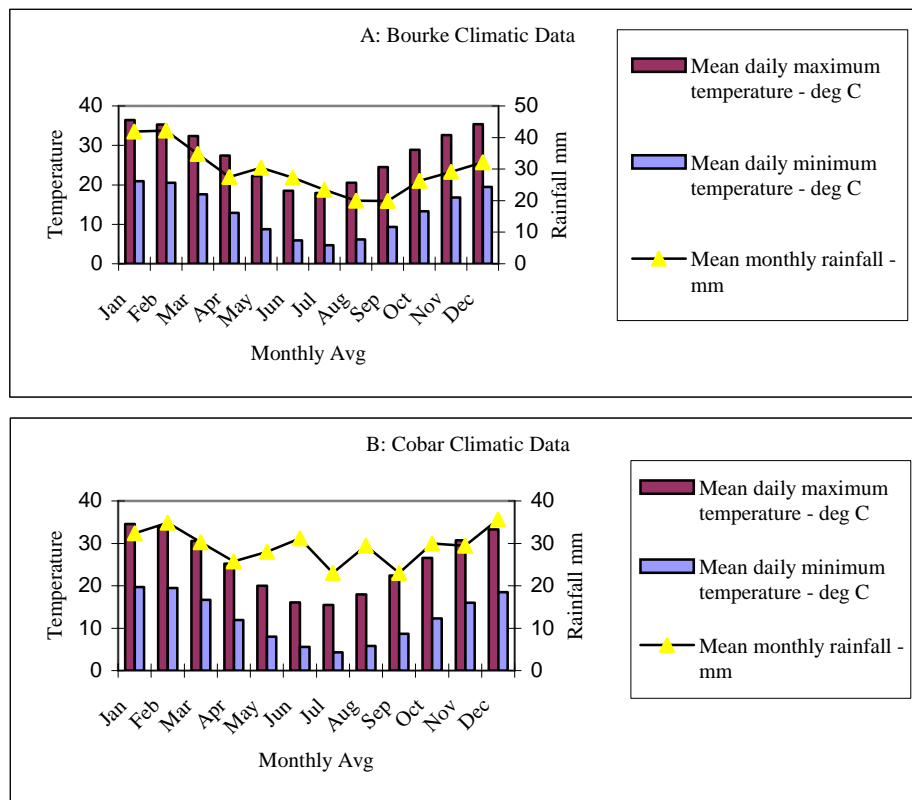 A: Bourke Climatic Data
Mean daily maximum
temperature - deg C
Mean daily minimum
temperature - deg C
Mean monthly rainfall -
mm
Temperature
40
30
20
10
0
Rainfall mm
50
40
30
20
10
0
Jan
Feb
Mar
Apr
May
Jun
Jul
Aug
Sep
Oct
Nov
Dec
Monthly Avg
B: Cobar Climatic Data
Mean daily maximum
temperature - deg C
Mean daily minimum
temperature - deg C
Mean monthly rainfall -
mm
Temperature
40
30
20
10
0
Rainfall mm
40
30
20
10
0
Jan
Feb
Mar
Apr
May
Jun
Jul
Aug
Sep
Oct
Nov
Dec
Monthly Avg